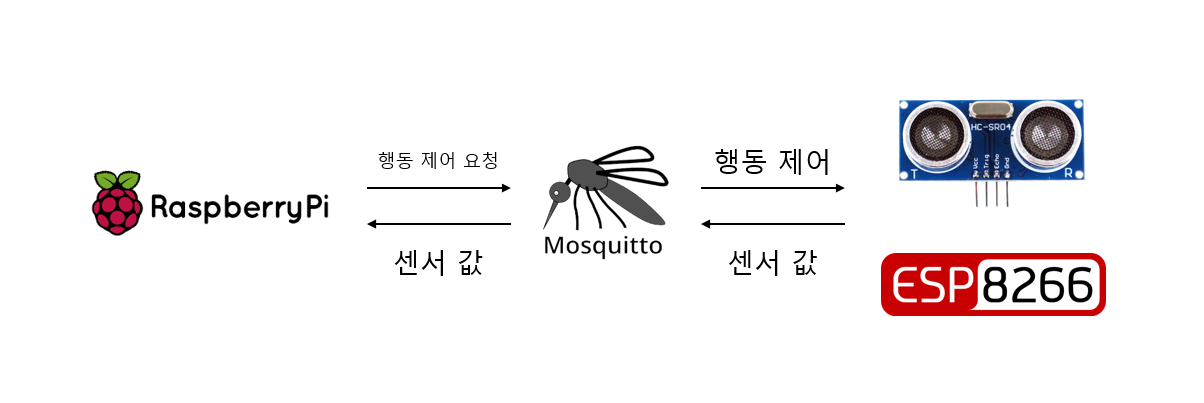 행동 제어 요청
행동 제어
RaspberryPi
Mosquitto
센서 값
센서 값
HC-SR04
Vcc
Trig
Echo
Gnd
T
R
ESP8266